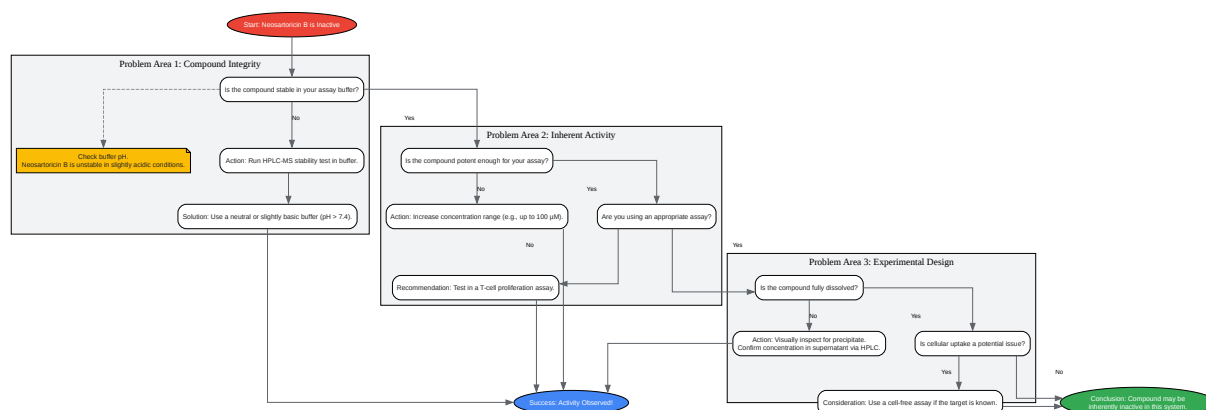 Start: Neosartoricin B is Inactive
Problem Area 1: Compound Integrity
Is the compound stable in your assay buffer?
No
Yes
Check buffer pH.
Neosartoricin B is unstable in slightly acidic conditions.
Action: Run HPLC-MS stability test in buffer.
Solution: Use a neutral or slightly basic buffer (pH > 7.4).
Problem Area 2: Inherent Activity
Is the compound potent enough for your assay?
No
Yes
Action: Increase concentration range (e.g., up to 100 µM).
Are you using an appropriate assay?
No
Yes
Recommendation: Test in a T-cell proliferation assay.
Problem Area 3: Experimental Design
Is the compound fully dissolved?
No
Yes
Action: Visually inspect for precipitate.
Confirm concentration in supernatant via HPLC.
Is cellular uptake a potential issue?
Yes
No
Consideration: Use a cell-free assay if the target is known.
Success: Activity Observed!
Conclusion: Compound may be
inherently inactive in this system.